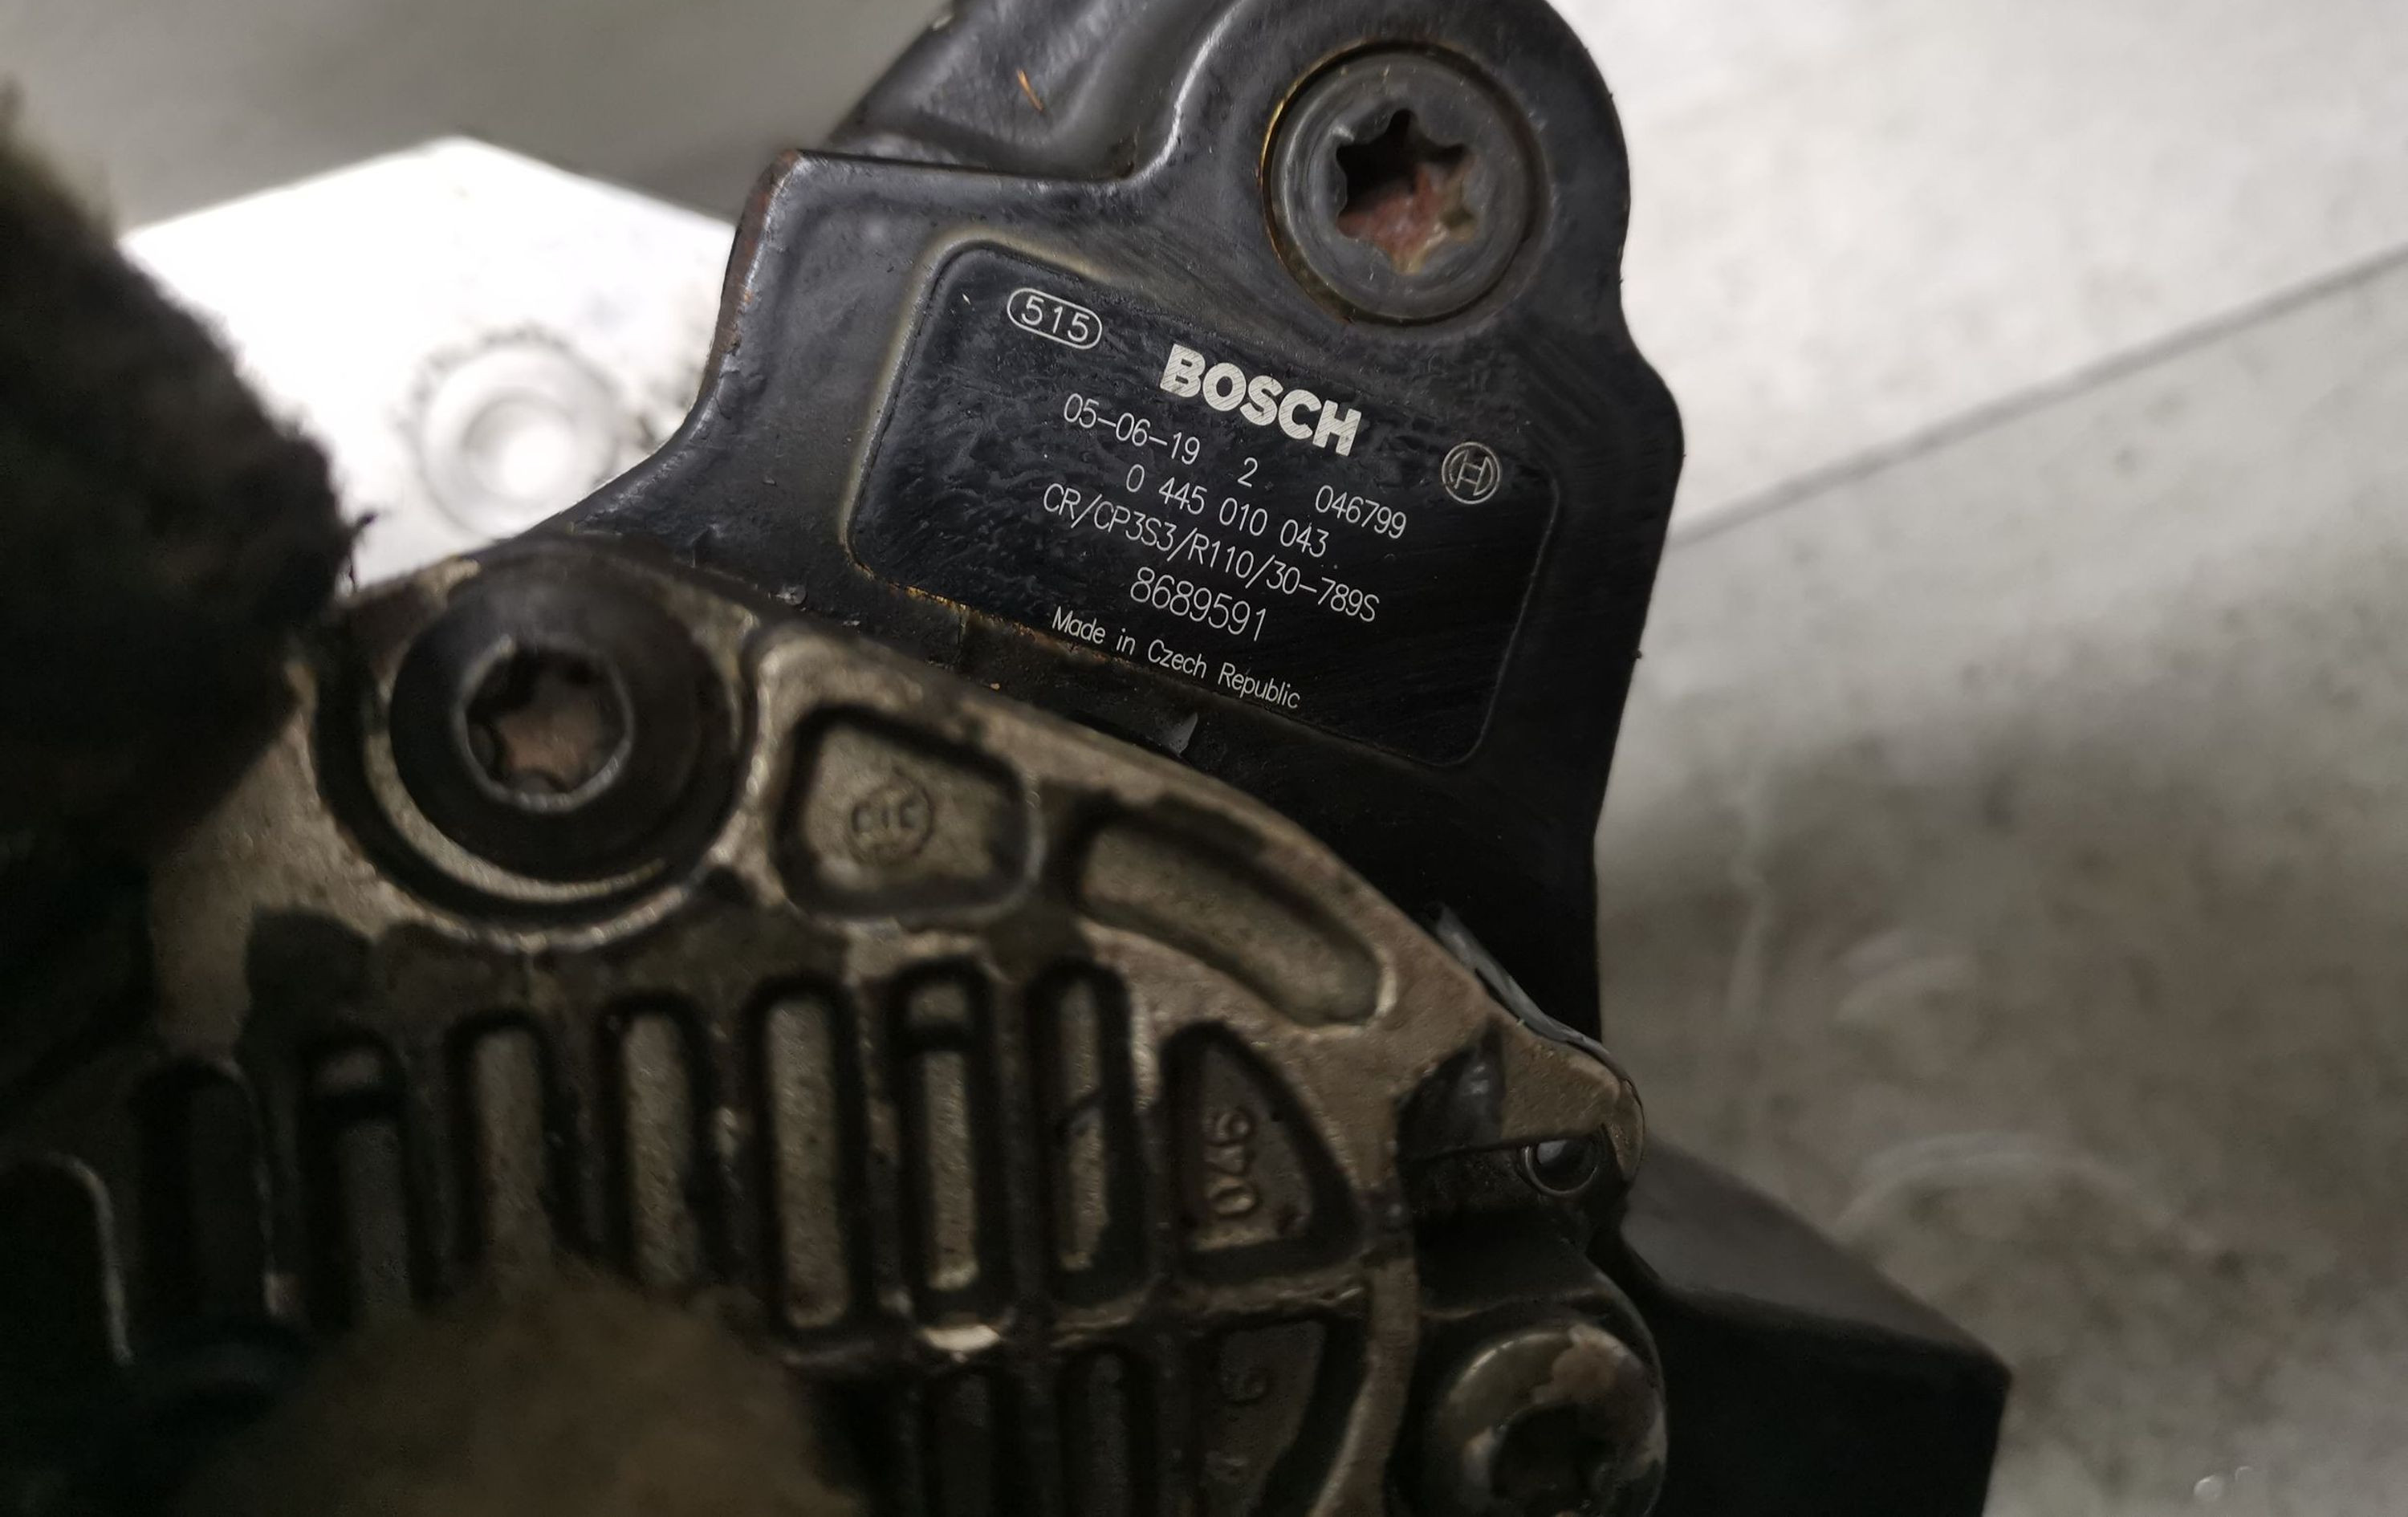 515
BOSCH
05-06-19 2 046799
0 445 010 043
CR/CP3S3/R110/30-789S
8689591
Made in Czech Republic
046